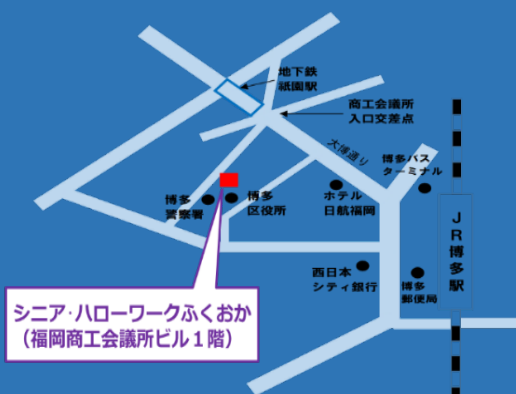 地下鉄
祇園駅
商工会議所
入口交差点
大博通り
博多バス
ターミナル
博多
警察署
博多
区役所
ホテル
日航福岡
JR博多駅
西日本
シティ銀行
博多
郵便局
シニア・ハローワークふくおか
（福岡商工会議所ビル１階）